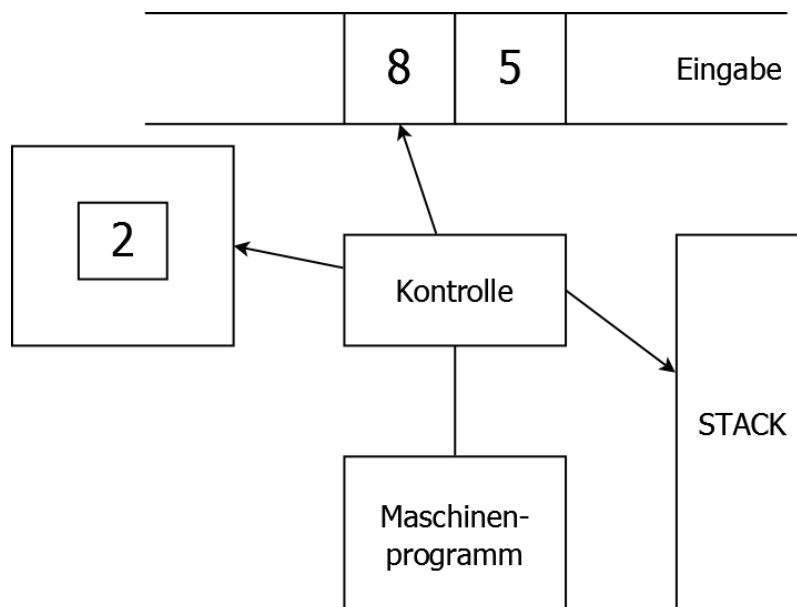 8 5 Eingabe
2
Kontrolle
STACK
Maschinen-
programm